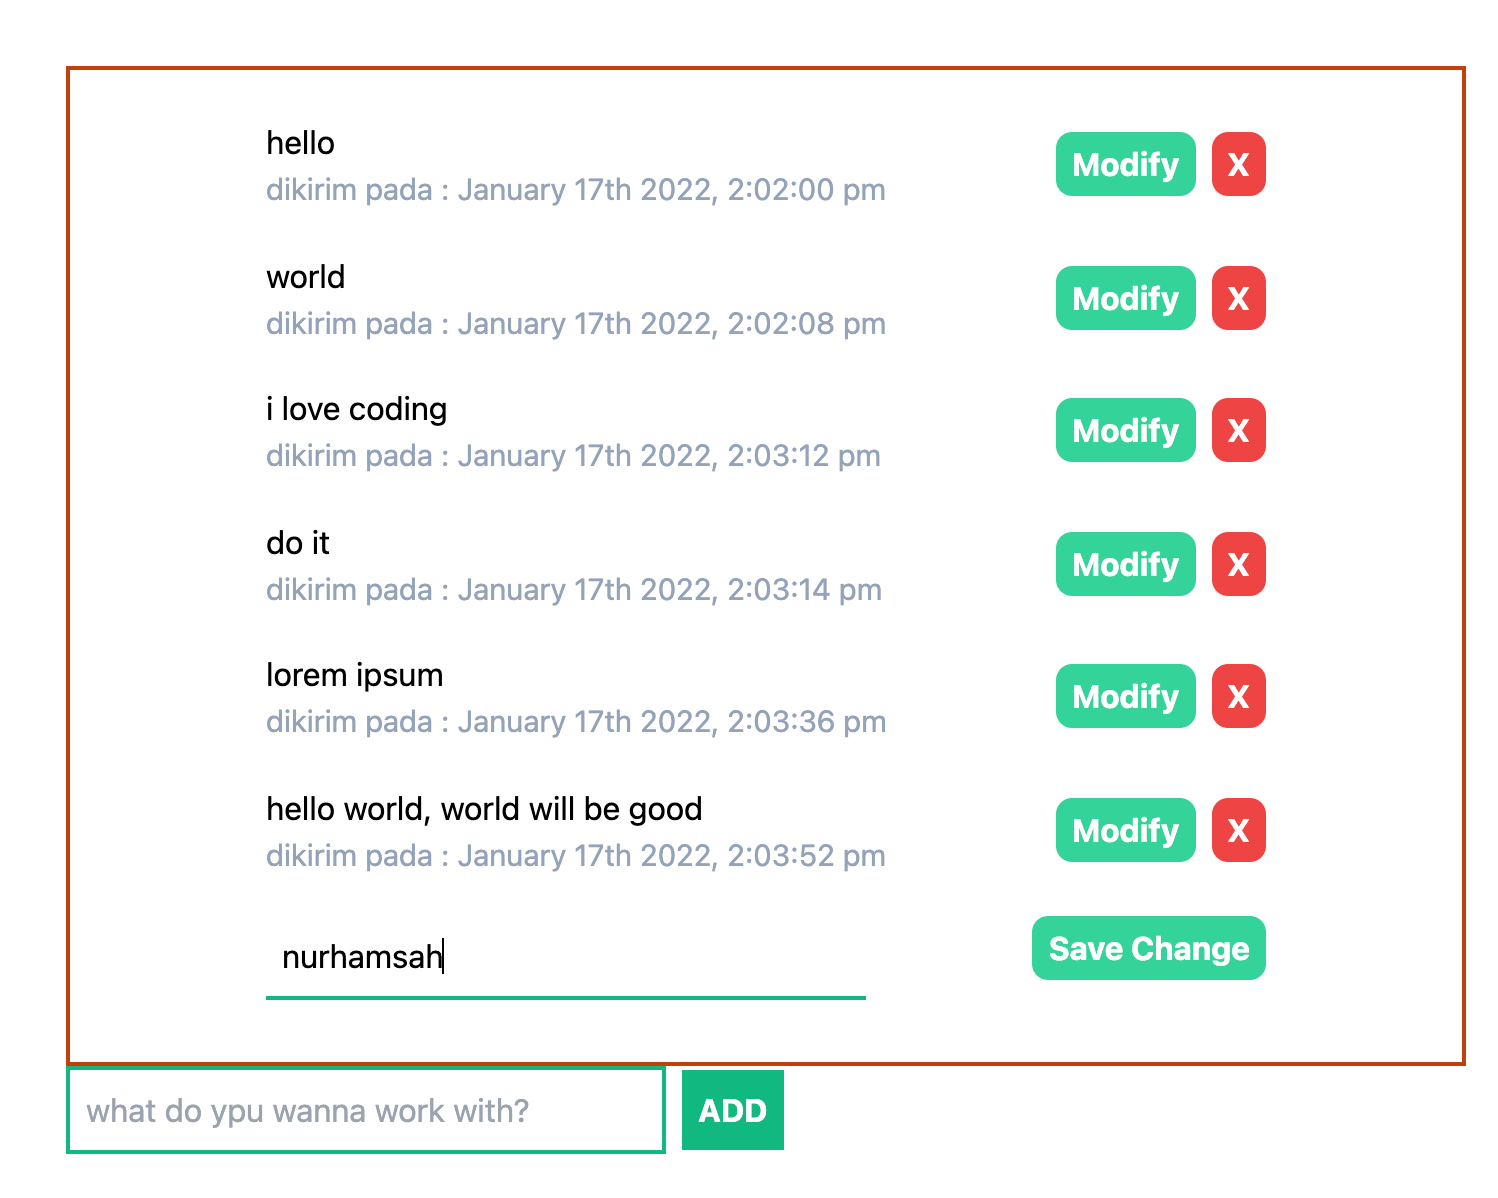 hello
Modify X
dikirim pada : January 17th 2022, 2:02:00 pm
world
Modify X
dikirim pada : January 17th 2022, 2:02:08 pm
i love coding
Modify X
dikirim pada : January 17th 2022, 2:03:12 pm
do it
Modify X
dikirim pada : January 17th 2022, 2:03:14 pm
lorem ipsum
Modify X
dikirim pada : January 17th 2022, 2:03:36 pm
hello world, world will be good
Modify X
dikirim pada : January 17th 2022, 2:03:52 pm
nurhamsah
Save Change
what do ypu wanna work with?
ADD